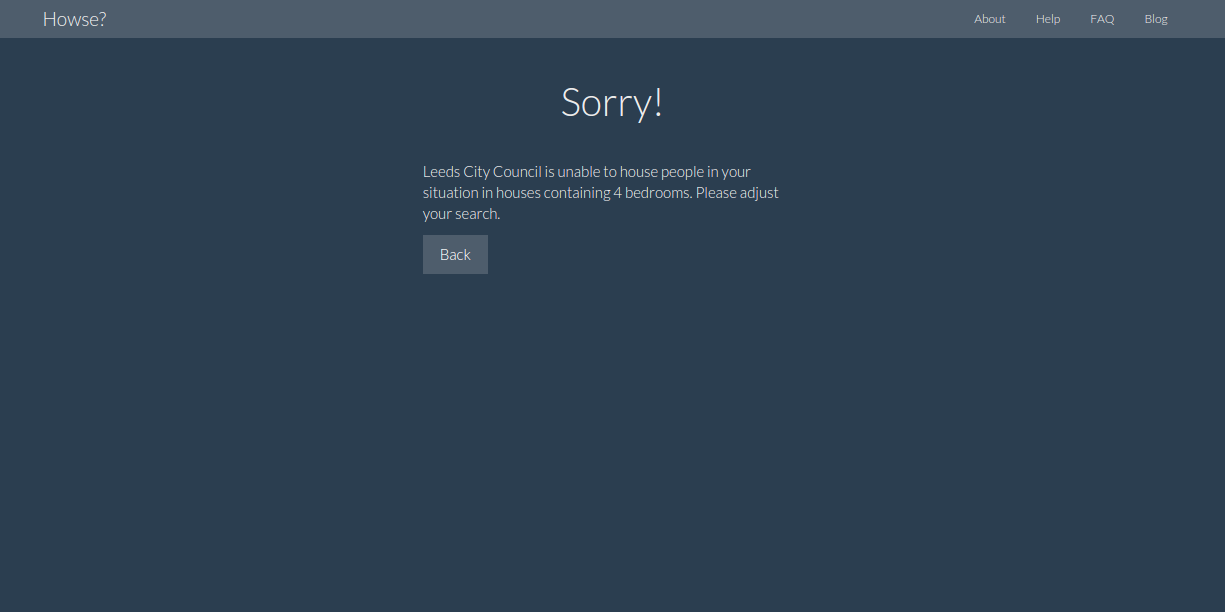 Howse?
About Help FAQ Blog
Sorry!
Leeds City Council is unable to house people in your
situation in houses containing 4 bedrooms. Please adjust
your search.
Back